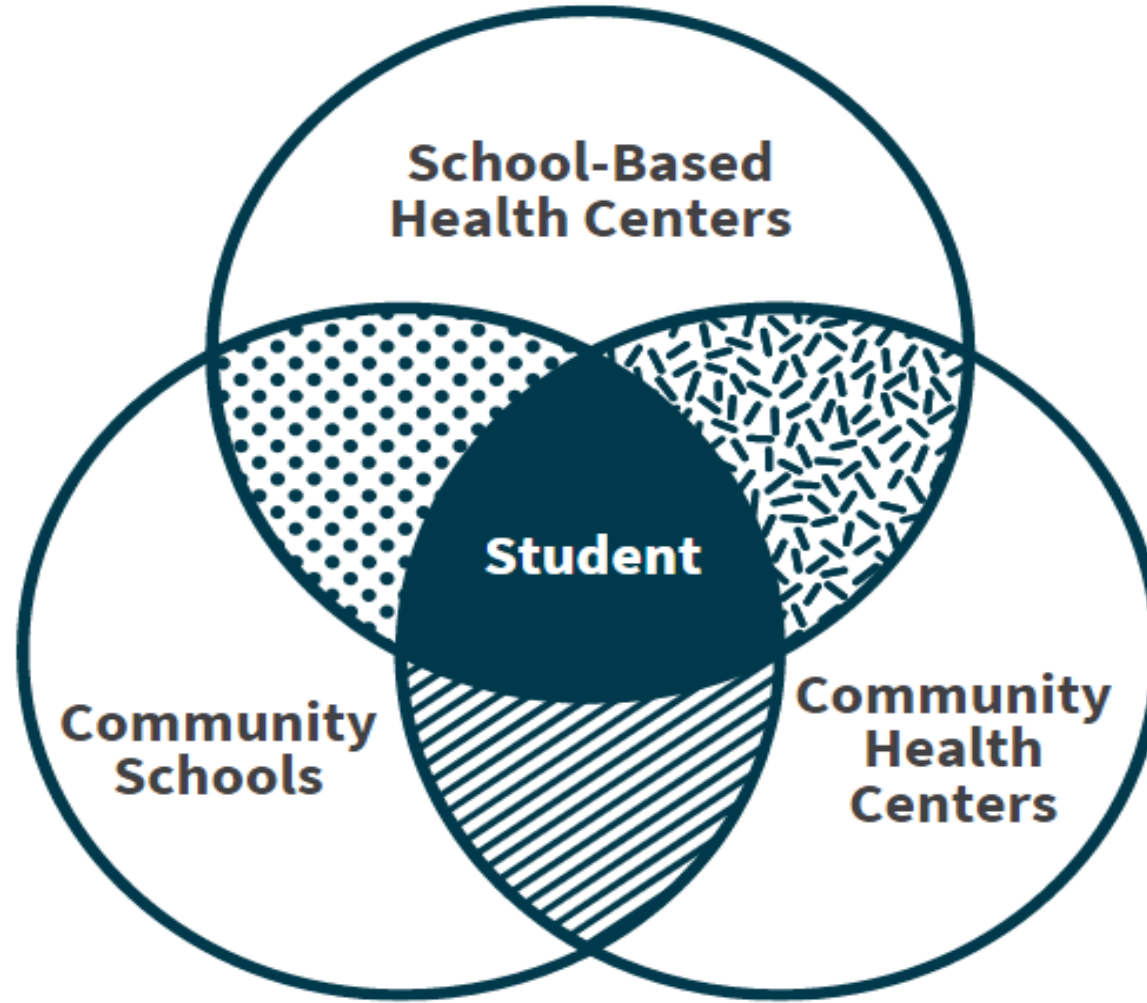 School-Based
Health Centers
Student
Community
Schools
Community
Health
Centers